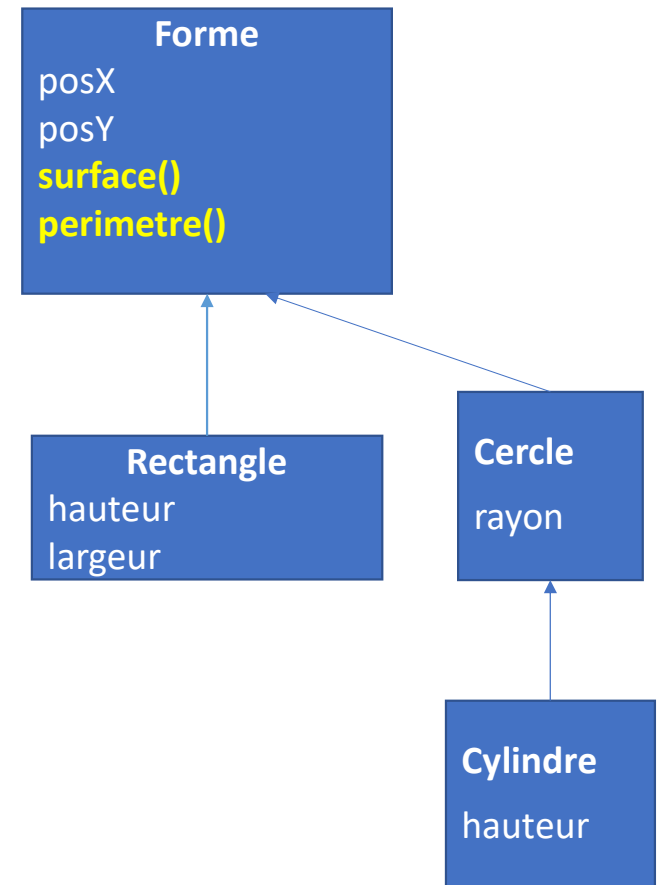 Forme
posX
posY
surface()
perimetre()
Rectangle
hauteur
largeur
Cercle
rayon
Cylindre
hauteur